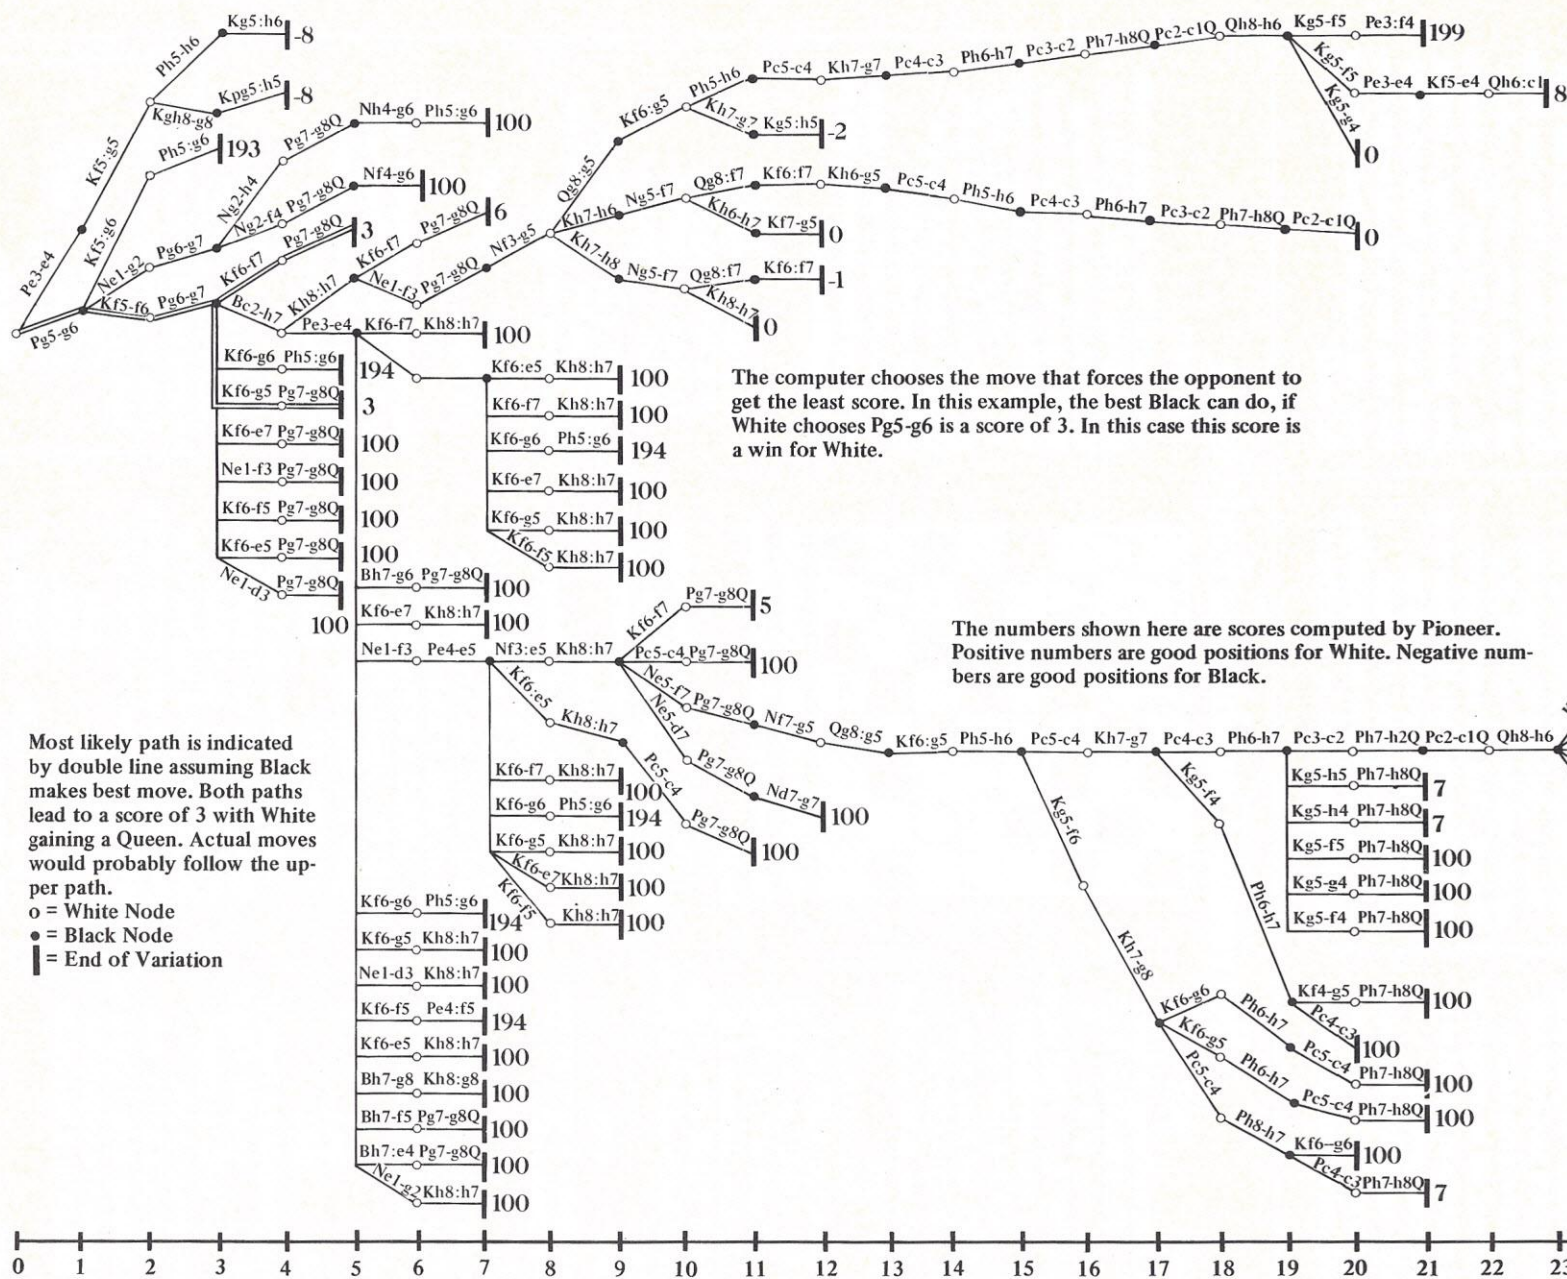 Kg5:h6 -8
Ph5-h6
Kpg5:h5 -8
Kgh8-g8
Kf5:g5
Ph5:g6 193
Kf5:g6
Pe3-e4
Pg5-g6
Nh4-g6 Ph5:g6 100
Pg7-g8Q
Ng2-h4
Nf4-g6 100
Ng2-f4 Pg7-g8Q
Ne1-g2 Pg6-g7
Pg7-g8Q 3
Kf6-f7
Kf5-f6 Pg6-g7
Bc2-h7
Kh8:h7
Pg7-g8Q 6
Kf6-f7
Ne1-f3 Pg7-g8Q Nf3-g5
Qg8:g5
Kf6:g5
Ph5-h6 Pc5-c4 Kh7-g7 Pc4-c3 Ph6-h7 Pc3-c2 Ph7-h8Q Pc2-c1Q Qh8-h6 Kg5-f5 Pe3:f4 199
Kg5-f5 Pe3-e4 Kf5-e4 Qh6:c1 8
Kg5-g4 0
Kh7-g7 Kg5:h5 -2
Kh7-h6 Ng5-f7 Qg8:f7 Kf6:f7 Kh6-g5 Pc5-c4 Ph5-h6 Pc4-c3 Ph6-h7 Pc3-c2 Ph7-h8Q Pc2-c1Q 0
Kh6-h7 Kf7-g5 0
Kh7-h8 Ng5-f7 Qg8:f7 Kf6:f7 -1
Kh8-h7 0
Pe3-e4 Kf6-f7 Kh8:h7 100
Kf6-g6 Ph5:g6 194
Kf6-g5 Pg7-g8Q 3
Kf6-e7 Pg7-g8Q 100
Ne1-f3 Pg7-g8Q 100
Kf6-f5 Pg7-g8Q 100
Kf6-e5 Pg7-g8Q 100
Ne1-d3 Pg7-g8Q 100
Kf6:e5 Kh8:h7 100
Kf6-f7 Kh8:h7 100
Kf6-g6 Ph5:g6 194
Kf6-e7 Kh8:h7 100
Kf6-g5 Kh8:h7 100
Kf6-f5 Kh8:h7 100
The computer chooses the move that forces the opponent to
get the least score. In this example, the best Black can do, if
White chooses Pg5-g6 is a score of 3. In this case this score is
a win for White.
Bh7-g6 Pg7-g8Q 100
Kf6-e7 Kh8:h7 100
Ne1-f3 Pe4-e5 Nf3:e5 Kh8:h7
Kf6-f7 Pg7-g8Q 5
Pc5-c4 Pg7-g8Q 100
Ne5-f7 Pg7-g8Q Nf7-g5 Qg8:g5 Kf6:g5 Ph5-h6 Pc5-c4 Kh7-g7 Pc4-c3 Ph6-h7 Pc3-c2 Ph7-h2Q Pc2-c1Q Qh8-h6
Ne5-d7 Pg7-g8Q Nd7-g7 100
Kf6:e5 Kh8:h7 Pc5-c4 Pg7-g8Q 100
Kf6-f7 Kh8:h7 100
Kf6-g6 Ph5:g6 194
Kf6-g5 Kh8:h7 100
Kf6-e7 Kh8:h7 100
Kf6-f5 Kh8:h7 100
The numbers shown here are scores computed by Pioneer.
Positive numbers are good positions for White. Negative num-
bers are good positions for Black.
Kg5-h5 Ph7-h8Q 7
Kg5-h4 Ph7-h8Q 7
Kg5-f5 Ph7-h8Q 100
Kg5-g4 Ph7-h8Q 100
Kg5-f4 Ph7-h8Q 100
Kg5-f4 Ph6-h7 Kf4-g5 Ph7-h8Q 100
Pc4-c3 100
Kg5-f6 Kh7-g8
Kf6-g6 Ph6-h7 Pc5-c4 Ph7-h8Q 100
Kf6-g5 Ph6-h7 Pc5-c4 Ph7-h8Q 100
Pc5-c4 Ph8-h7 Kf6--g6 100
Pc4-c3 Ph7-h8Q 7
Most likely path is indicated
by double line assuming Black
makes best move. Both paths
lead to a score of 3 with White
gaining a Queen. Actual moves
would probably follow the up-
per path.
o = White Node
• = Black Node
| = End of Variation
Kf6-g6 Ph5:g6 194
Kf6-g5 Kh8:h7 100
Ne1-d3 Kh8:h7 100
Kf6-f5 Pe4:f5 194
Kf6-e5 Kh8:h7 100
Bh7-g8 Kh8:g8 100
Bh7-f5 Pg7-g8Q 100
Bh7:e4 Pg7-g8Q 100
Ne1-g2 Kh8:h7 100
0 1 2 3 4 5 6 7 8 9 10 11 12 13 14 15 16 17 18 19 20 21 22